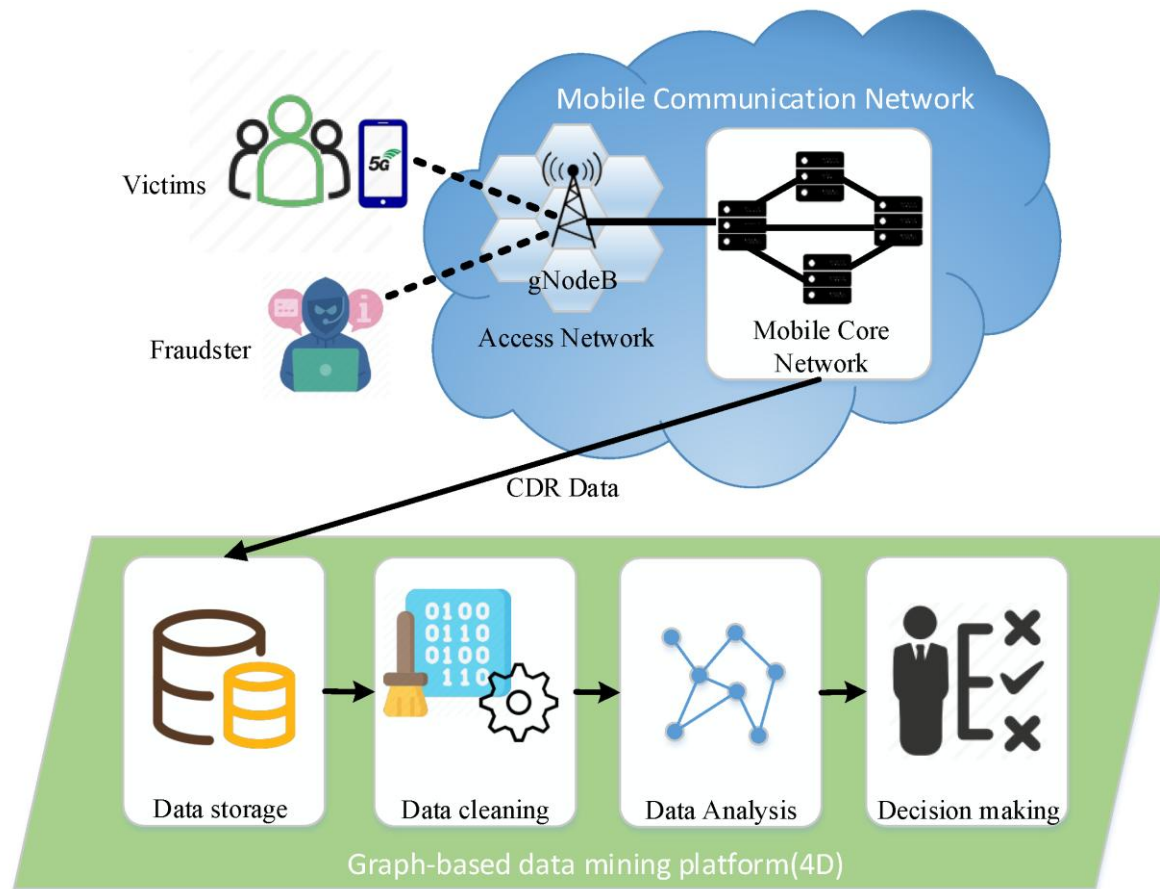 Mobile Communication Network
5G
Victims
gNodeB
Fraudster
Access Network
Mobile Core
Network
CDR Data
0100
0110
0100
110
Data storage
Data cleaning
Data Analysis
Decision making
Graph-based data mining platform(4D)